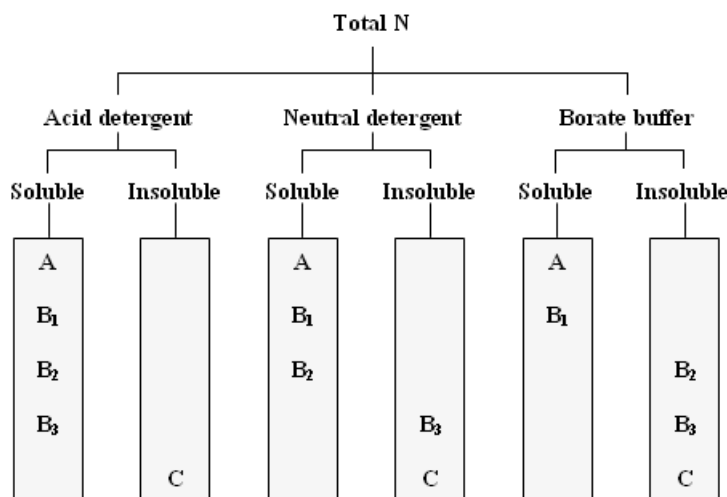 Total N
Acid detergent Neutral detergent Borate buffer
Soluble Insoluble Soluble Insoluble Soluble Insoluble
A A A
B₁ B₁ B₁
B₂ B₂ B₂
B₃ B₃ B₃
C C C